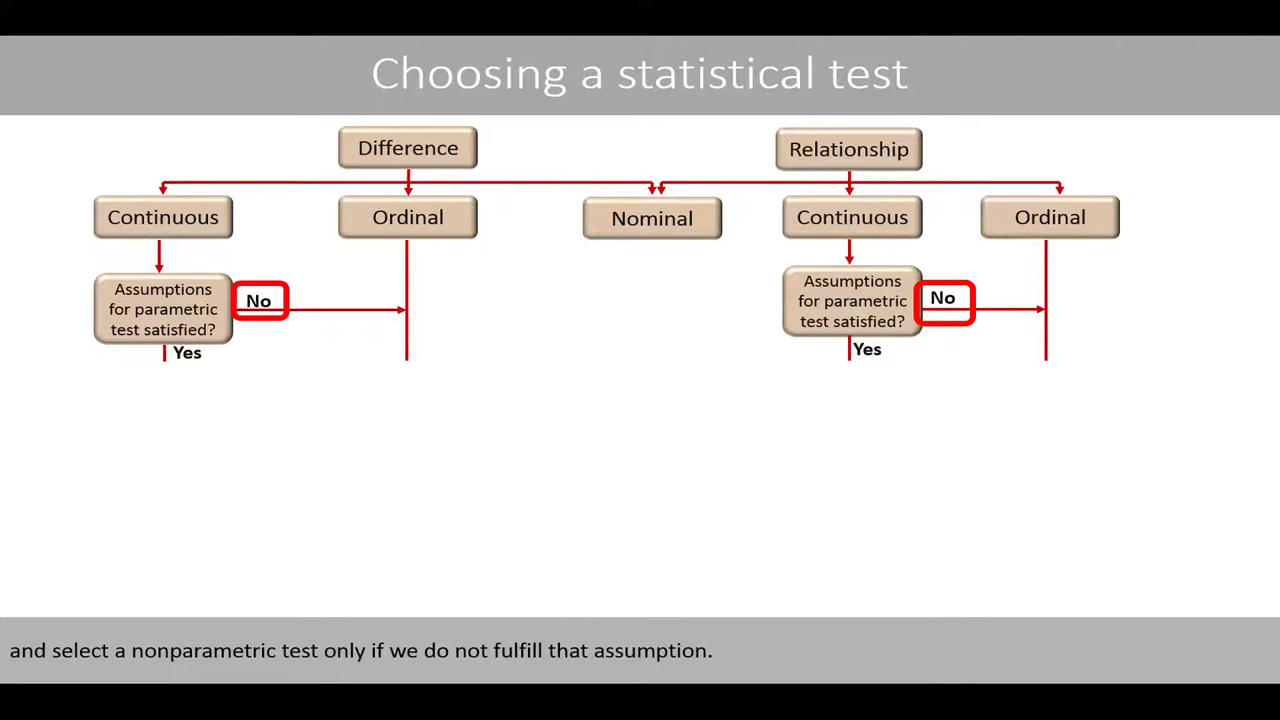 Choosing a statistical test
Difference
Relationship
Continuous
Ordinal
Nominal
Continuous
Ordinal
Assumptions
for parametric
test satisfied?
No
Yes
Assumptions
for parametric
test satisfied?
No
Yes
and select a nonparametric test only if we do not fulfill that assumption.